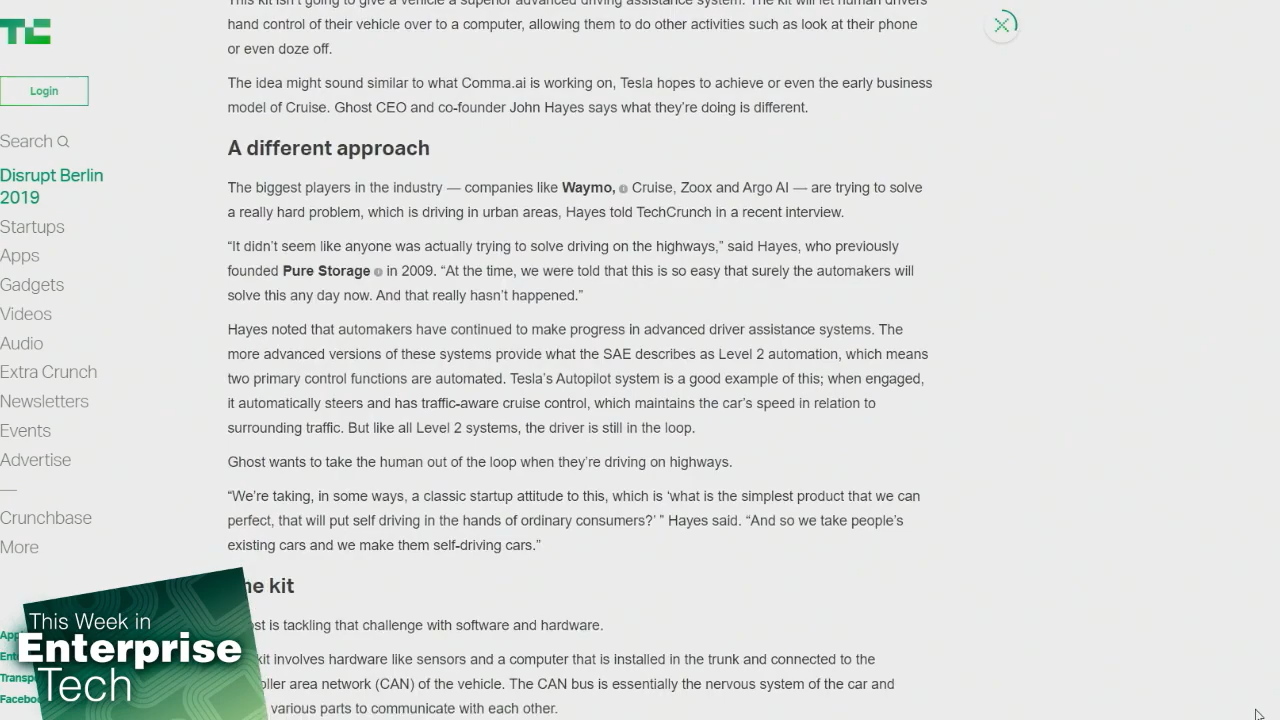 This kit isn't going to give a vehicle a superior advanced driving assistance system. The kit will let human drivers
hand control of their vehicle over to a computer, allowing them to do other activities such as look at their phone
or even doze off.
The idea might sound similar to what Comma.ai is working on, Tesla hopes to achieve or even the early business
model of Cruise. Ghost CEO and co-founder John Hayes says what they're doing is different.
A different approach
The biggest players in the industry — companies like Waymo, Cruise, Zoox and Argo AI — are trying to solve
a really hard problem, which is driving in urban areas, Hayes told TechCrunch in a recent interview.
“It didn't seem like anyone was actually trying to solve driving on the highways,” said Hayes, who previously
founded Pure Storage in 2009. “At the time, we were told that this is so easy that surely the automakers will
solve this any day now. And that really hasn't happened.”
Hayes noted that automakers have continued to make progress in advanced driver assistance systems. The
more advanced versions of these systems provide what the SAE describes as Level 2 automation, which means
two primary control functions are automated. Tesla's Autopilot system is a good example of this; when engaged,
it automatically steers and has traffic-aware cruise control, which maintains the car's speed in relation to
surrounding traffic. But like all Level 2 systems, the driver is still in the loop.
Ghost wants to take the human out of the loop when they're driving on highways.
“We're taking, in some ways, a classic startup attitude to this, which is ‘what is the simplest product that we can
perfect, that will put self driving in the hands of ordinary consumers?’ ” Hayes said. “And so we take people's
existing cars and we make them self-driving cars.”
kit
is tackling that challenge with software and hardware.
kit involves hardware like sensors and a computer that is installed in the trunk and connected to the
area network (CAN) of the vehicle. The CAN bus is essentially the nervous system of the car and
various parts to communicate with each other.
TC
Login
Search
Disrupt Berlin
2019
Startups
Apps
Gadgets
Videos
Audio
Extra Crunch
Newsletters
Events
Advertise
—
Crunchbase
More
This Week in
Enterprise
Tech